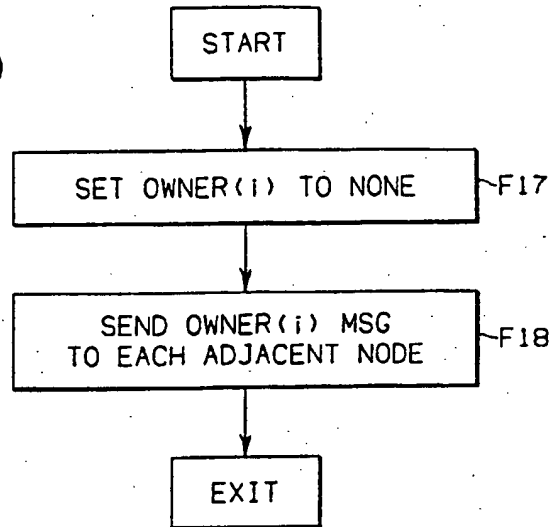 START
SET OWNER(i) TO NONE
F17
SEND OWNER(i) MSG
TO EACH ADJACENT NODE
F18
EXIT